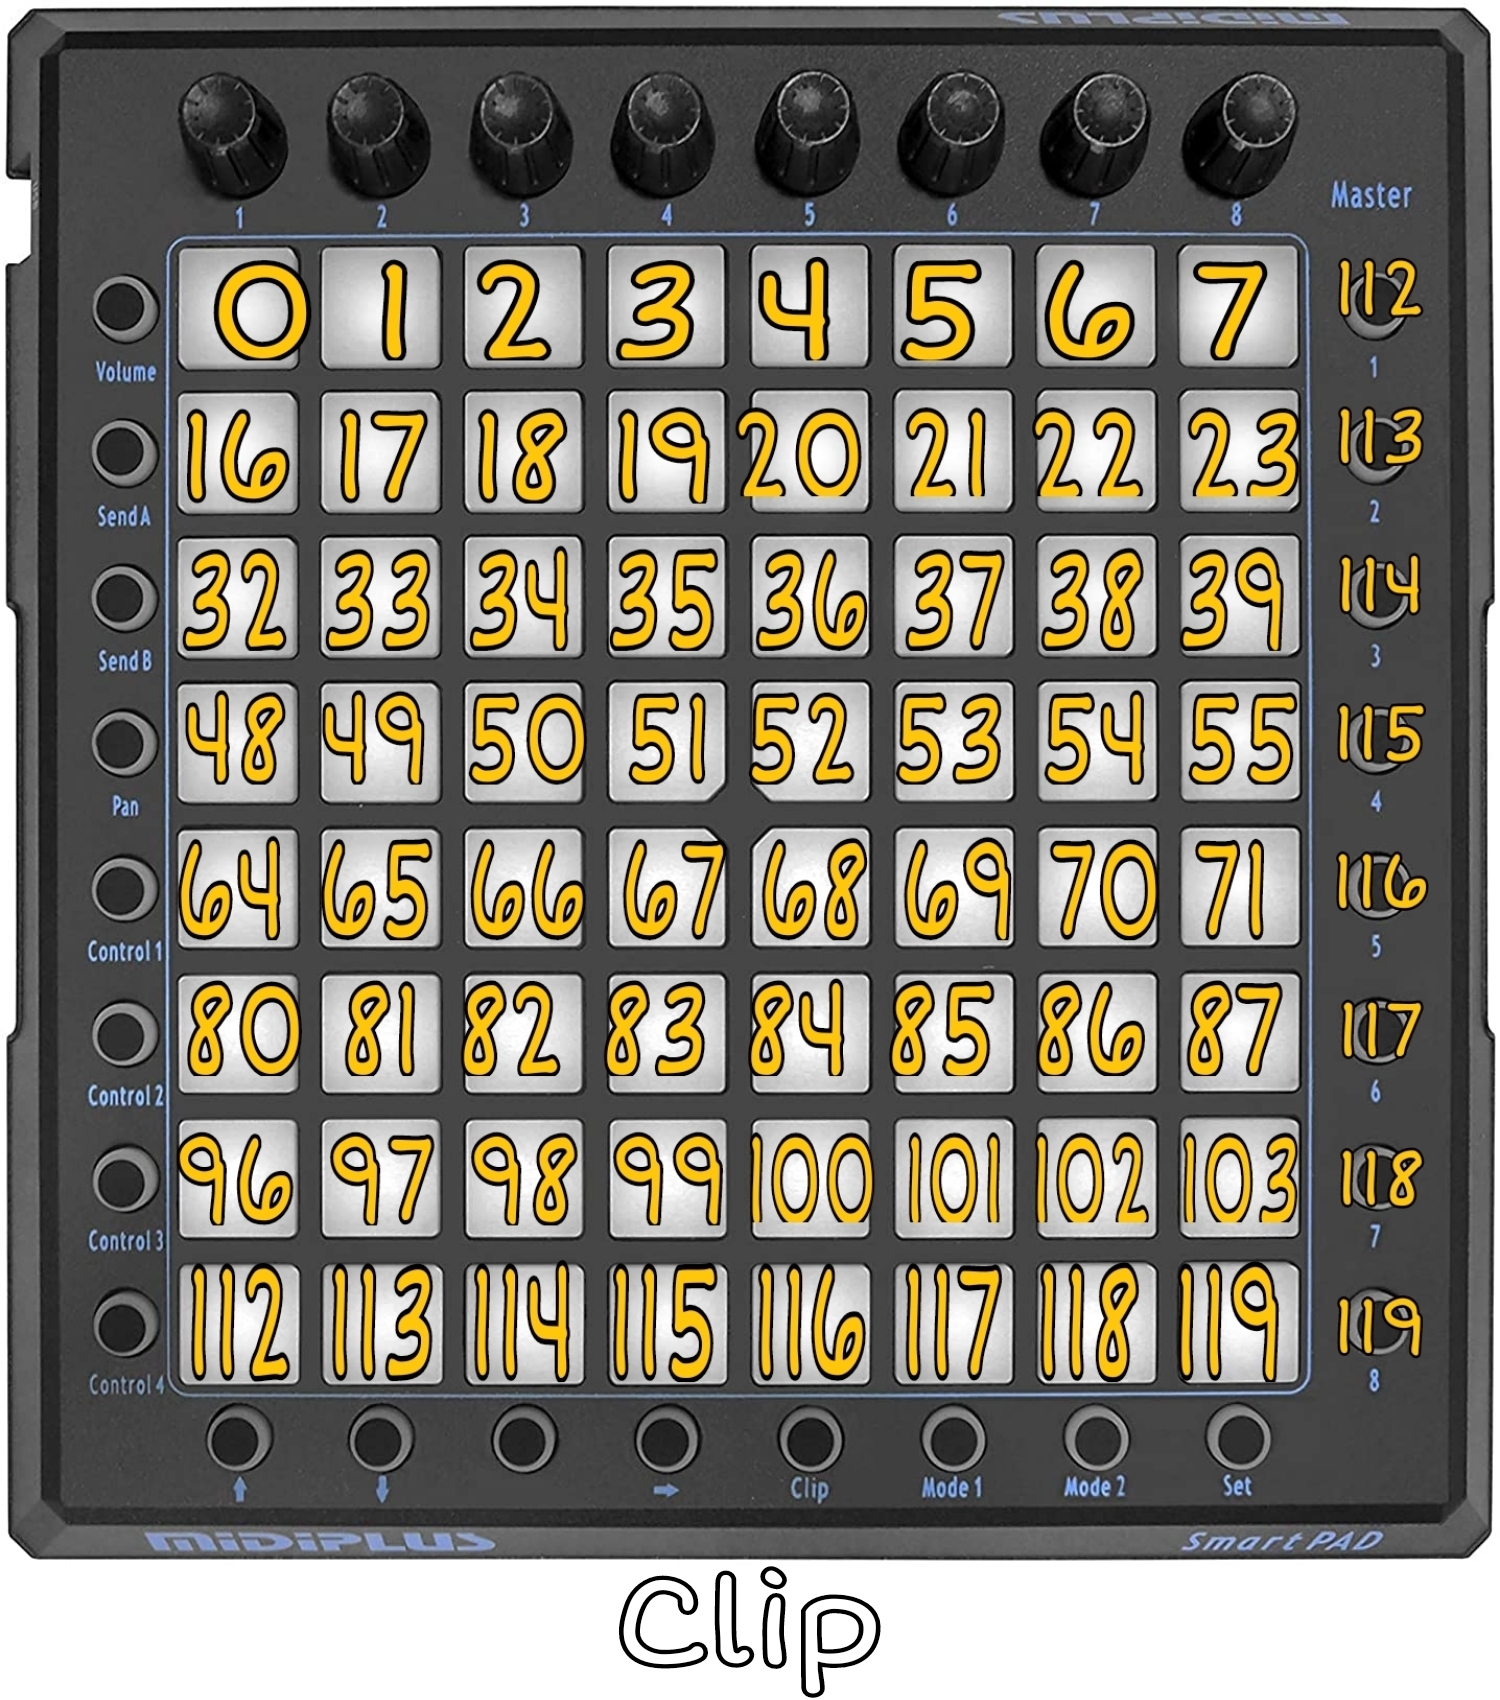 MIDIPLUS
1 2 3 4 5 6 7 8
Master
0 1 2 3 4 5 6 7 112
Volume 1
16 17 18 19 20 21 22 23 113
Send A 2
32 33 34 35 36 37 38 39 114
Send B 3
48 49 50 51 52 53 54 55 115
Pan 4
64 65 66 67 68 69 70 71 116
Control 1 5
80 81 82 83 84 85 86 87 117
Control 2 6
96 97 98 99 100 101 102 103 118
Control 3 7
112 113 114 115 116 117 118 119 119
Control 4 8
Clip Mode 1 Mode 2 Set
MIDIPLUS SmartPAD
Clip